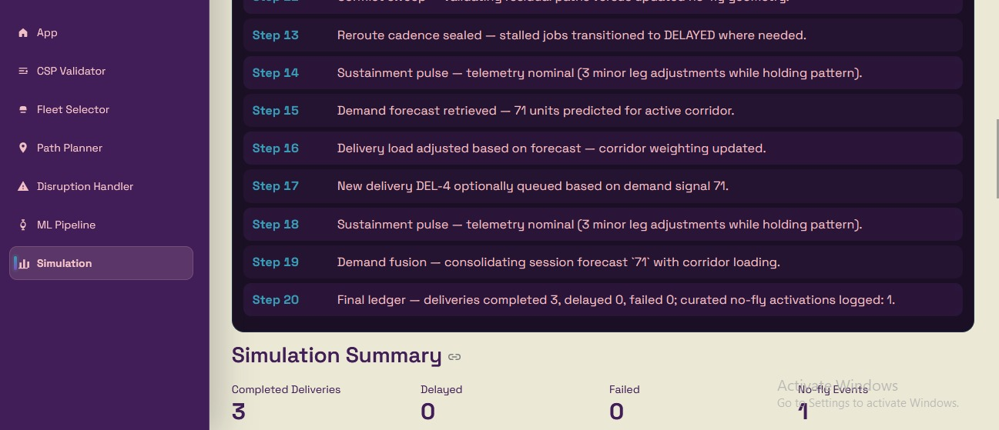 App
CSP Validator
Fleet Selector
Path Planner
Disruption Handler
ML Pipeline
Simulation
Step 13 Reroute cadence sealed — stalled jobs transitioned to DELAYED where needed.
Step 14 Sustainment pulse — telemetry nominal (3 minor leg adjustments while holding pattern).
Step 15 Demand forecast retrieved — 71 units predicted for active corridor.
Step 16 Delivery load adjusted based on forecast — corridor weighting updated.
Step 17 New delivery DEL-4 optionally queued based on demand signal 71.
Step 18 Sustainment pulse — telemetry nominal (3 minor leg adjustments while holding pattern).
Step 19 Demand fusion — consolidating session forecast `71` with corridor loading.
Step 20 Final ledger — deliveries completed 3, delayed 0, failed 0; curated no-fly activations logged: 1.
Simulation Summary
Completed Deliveries Delayed Failed No-fly Events
3 0 0 1
Activate Windows
Go to Settings to activate Windows.